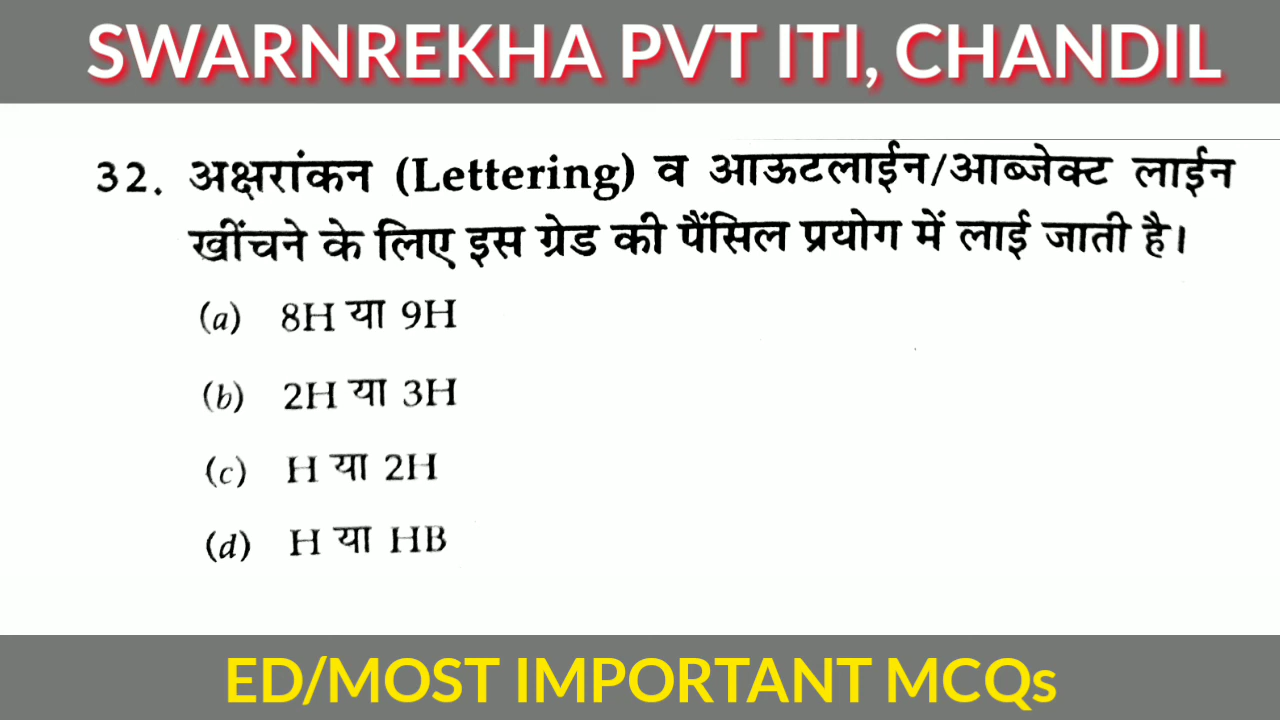 SWARNREKHA PVT ITI, CHANDIL
32. अक्षरांकन (Lettering) व आऊटलाईन/आब्जेक्ट लाईन
खींचने के लिए इस ग्रेड की पैंसिल प्रयोग में लाई जाती है।
(a) 8H या 9H
(b) 2H या 3H
(c) H या 2H
(d) H या HB
ED/MOST IMPORTANT MCQs